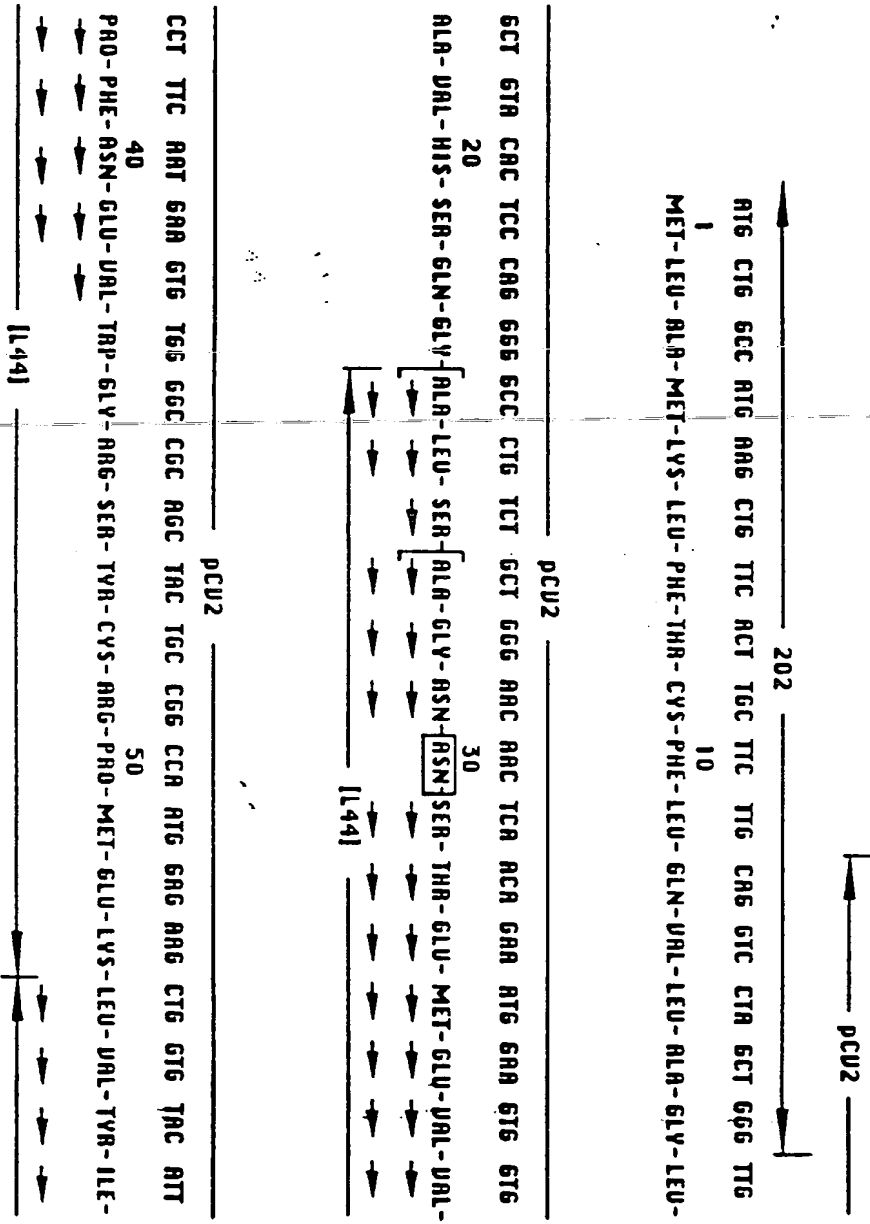 pCV2
202
ATG CTG GCC ATG AAG CTG TTC ACT TGC TTC TTG CAG GTC CTA GCT GGG TTG
1 10
MET-LEU-ALA-MET-LYS-LEU-PHE-THR-CYS-PHE-LEU-GLN-VAL-LEU-ALA-GLY-LEU-
pCV2
GCT GTA CAC TCC CAG GGG GCC CTG TCT GCT GGG AAC AAC TCA ACA GAA ATG GAA GTG GTG
20 30
ALA-VAL-HIS-SER-GLN-GLY-[ALA-LEU-SER-[ALA-GLY-ASN-ASN-SER-THR-GLU-MET-GLU-VAL-VAL-
[L44]
pCV2
CCT TTC AAT GAA GTG TGG GGC CGC AGC TAC TGC CGG CCA ATG GAG AAG CTG GTG TAC ATT
40 50
PRO-PHE-ASN-GLU-VAL-TRP-GLY-ARG-SER-TYR-CYS-ARG-PRO-MET-GLU-LYS-LEU-VAL-TYR-ILE-
[L44]